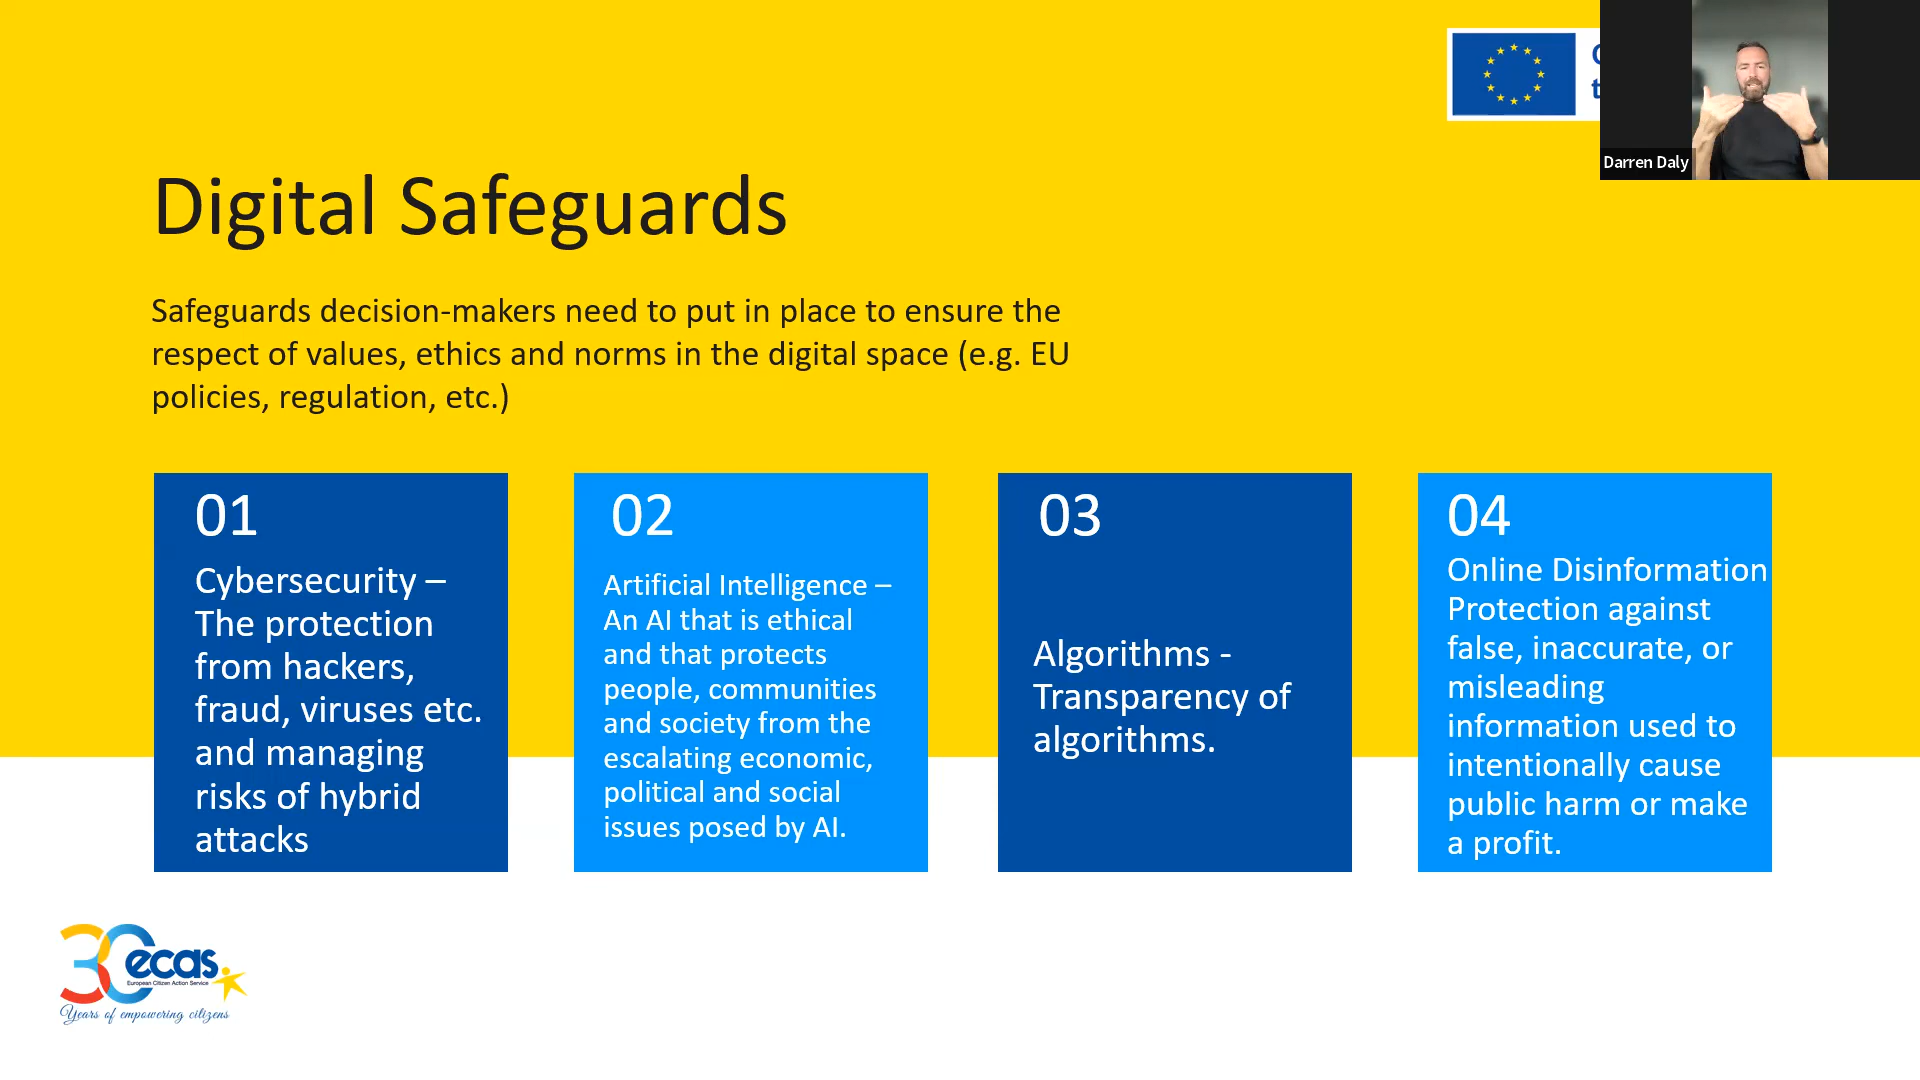 Darren Daly
Digital Safeguards
Safeguards decision-makers need to put in place to ensure the
respect of values, ethics and norms in the digital space (e.g. EU
policies, regulation, etc.)
01
Cybersecurity –
The protection
from hackers,
fraud, viruses etc.
and managing
risks of hybrid
attacks
02
Artificial Intelligence –
An AI that is ethical
and that protects
people, communities
and society from the
escalating economic,
political and social
issues posed by AI.
03
Algorithms -
Transparency of
algorithms.
04
Online Disinformation
Protection against
false, inaccurate, or
misleading
information used to
intentionally cause
public harm or make
a profit.
30 ecas
European Citizen Action Service
Years of empowering citizens